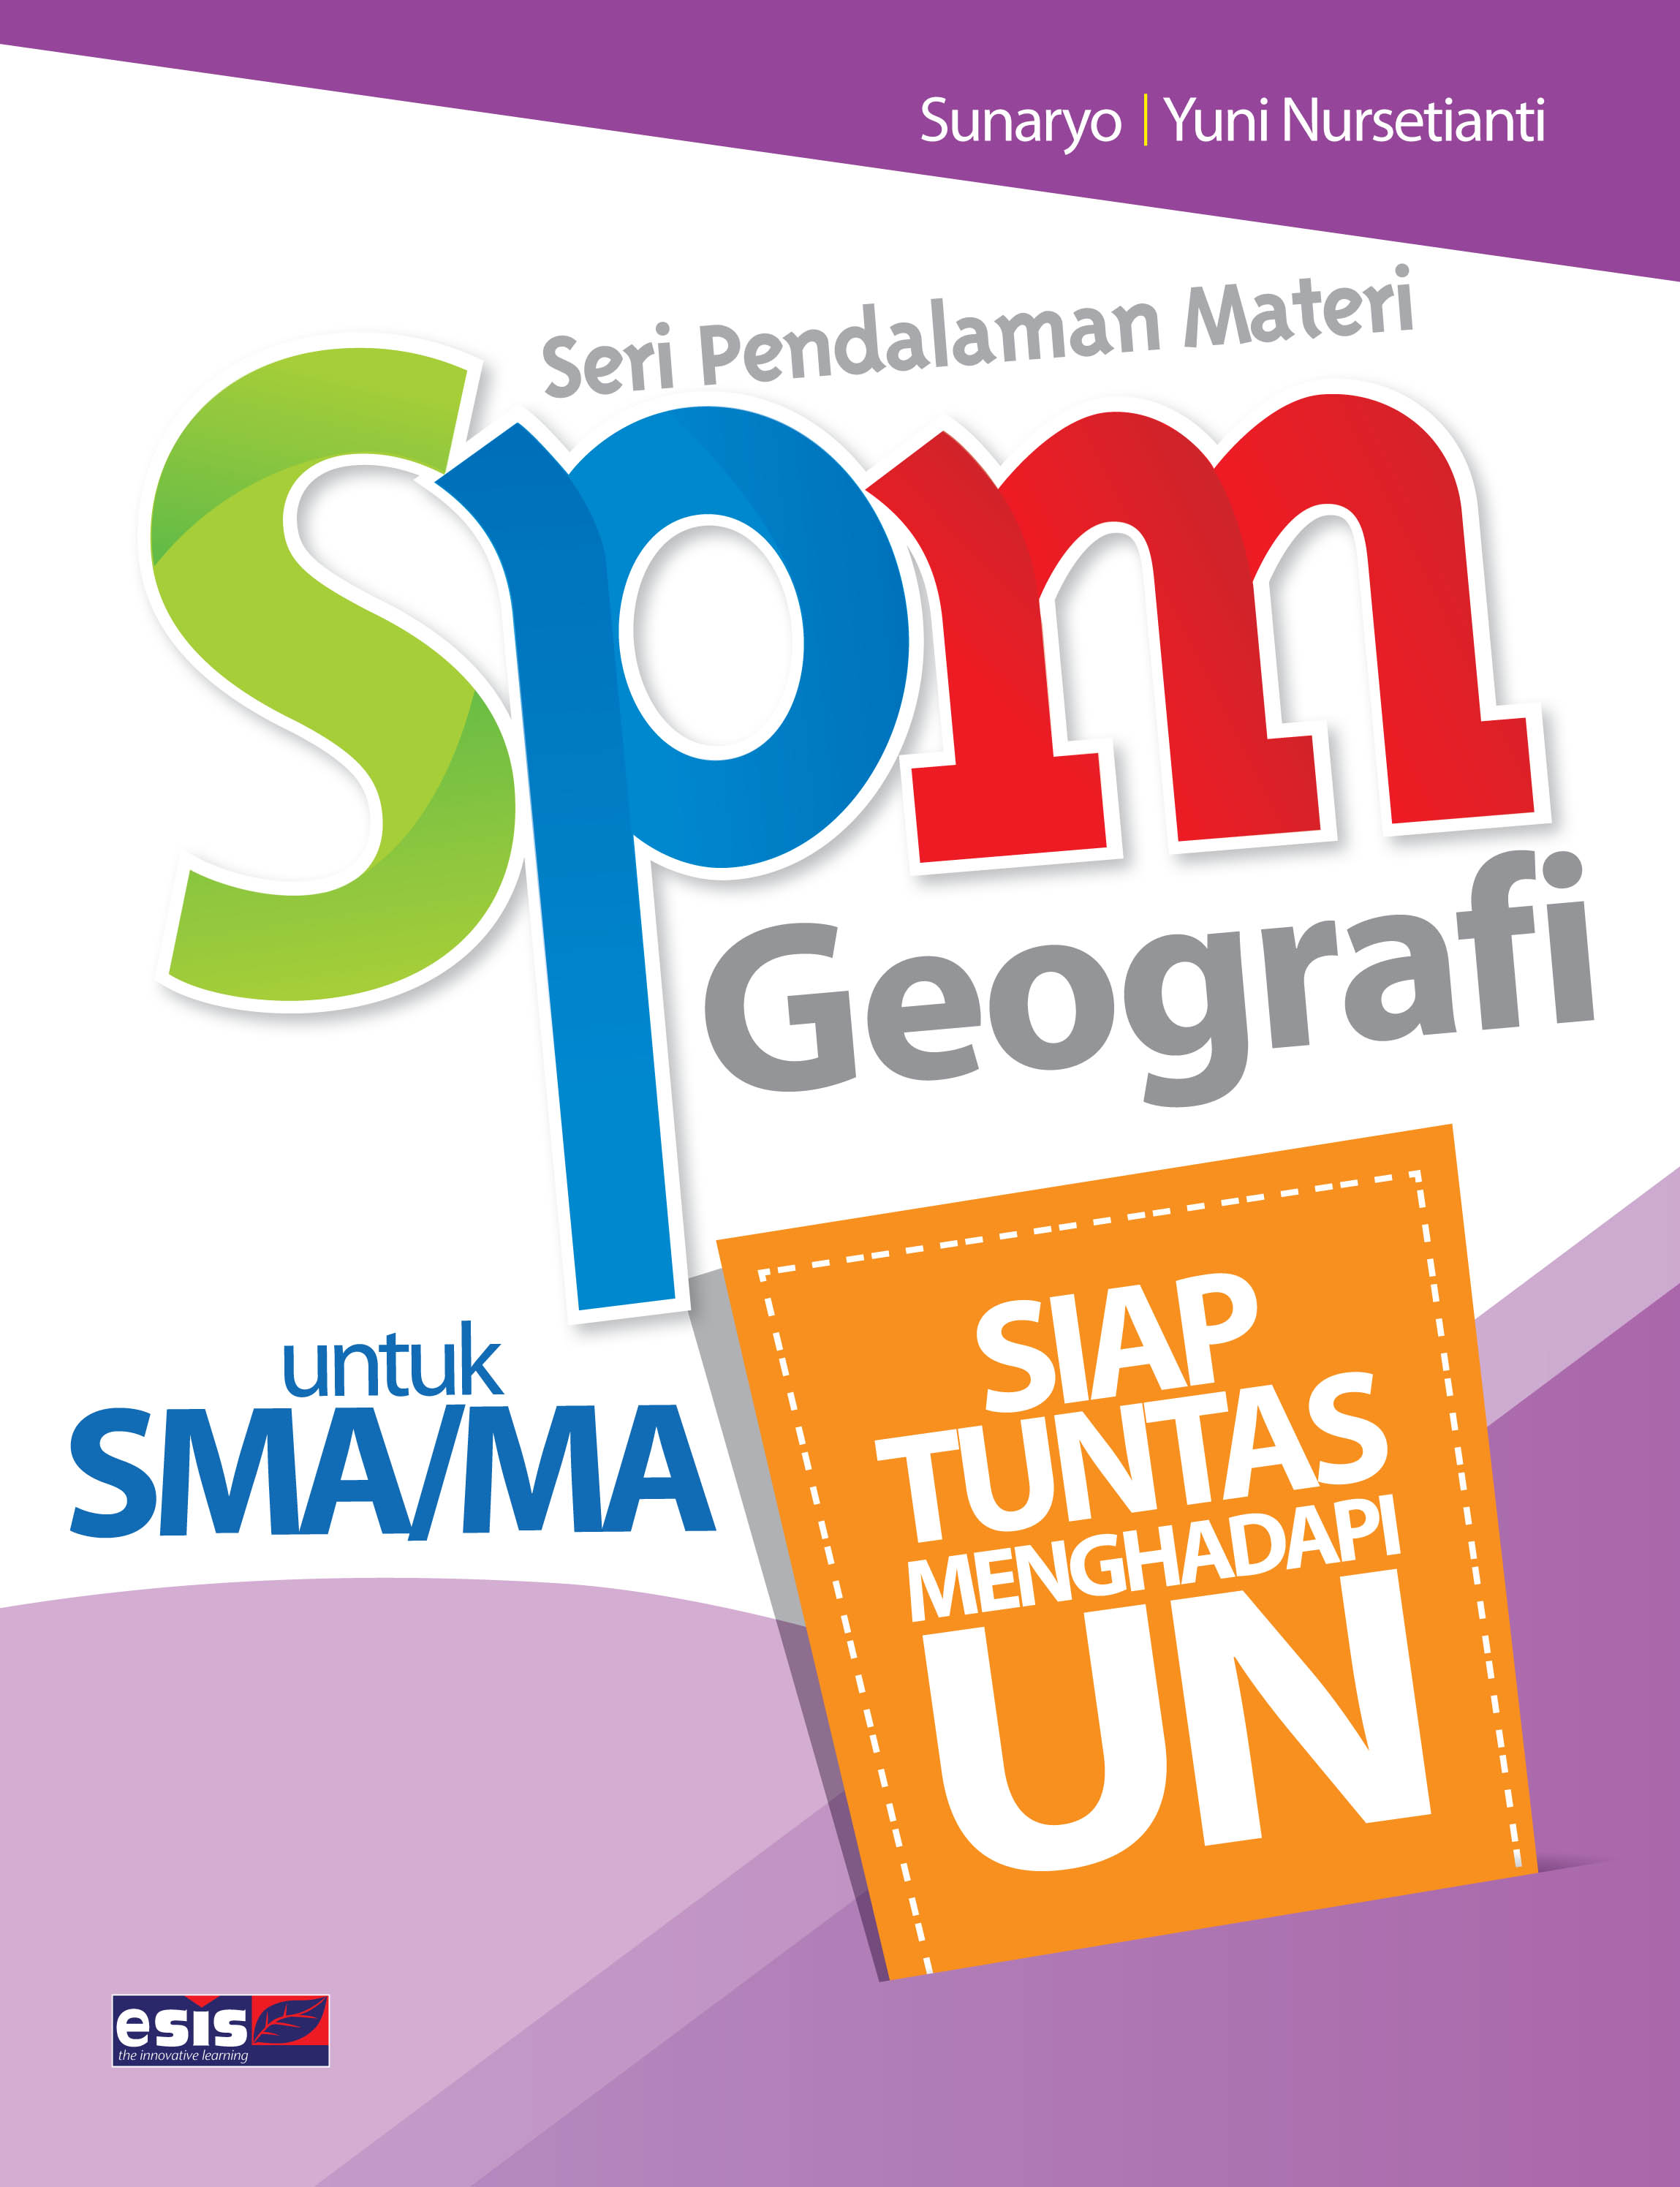 Sunaryo | Yuni Nursetianti
Seri Pendalaman Materi
spm
Geografi
untuk
SMA/MA
SIAP
TUNTAS
MENGHADAPI
UN
esis
the innovative learning